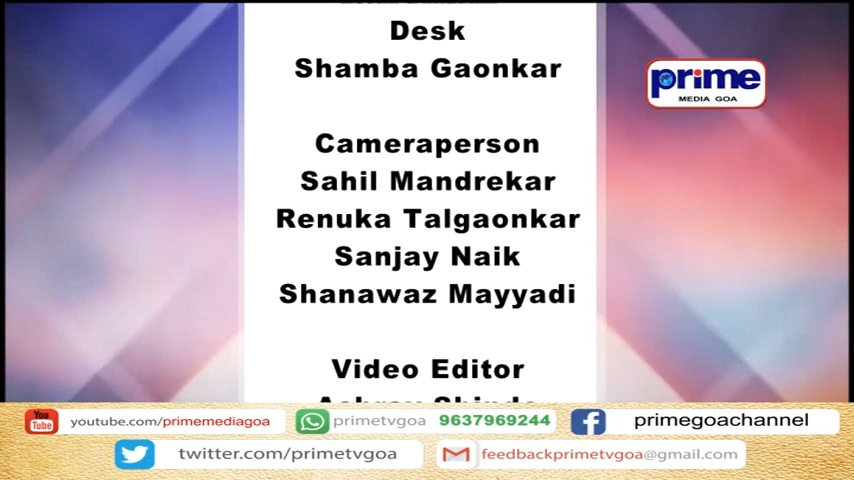 Desk
Shamba Gaonkar
prime
MEDIA GOA
Cameraperson
Sahil Mandrekar
Renuka Talgaonkar
Sanjay Naik
Shanawaz Mayyadi
Video Editor
You Tube
youtube.com/primemediagoa
primetvgoa 9637969244
primegoachannel
twitter.com/primetvgoa
feedbackprimetvgoa@gmail.com